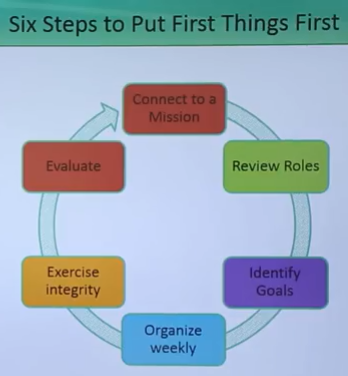 Six Steps to Put First Things First
Connect to a
Mission
Review Roles
Identify
Goals
Organize
weekly
Exercise
integrity
Evaluate